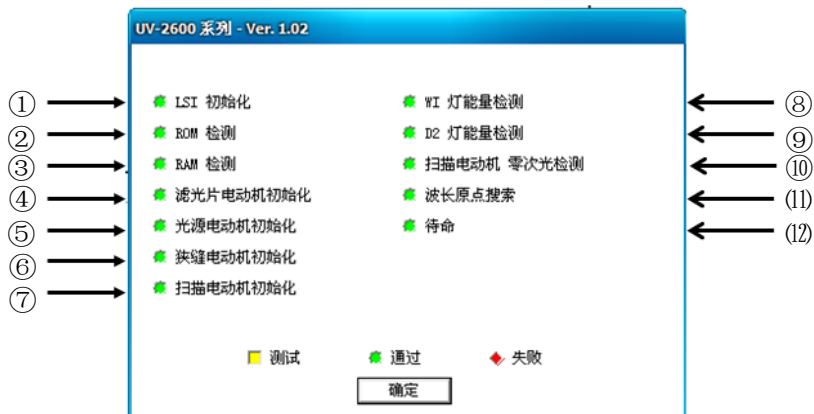 UV-2600 系列 - Ver. 1.02
① LSI 初始化 WI 灯能量检测 ⑧
② ROM 检测 D2 灯能量检测 ⑨
③ RAM 检测 扫描电动机 零次光检测 ⑩
④ 滤光片电动机初始化 波长原点搜索 ⑾
⑤ 光源电动机初始化 待命 ⑿
⑥ 狭缝电动机初始化
⑦ 扫描电动机初始化
测试 通过 失败
确定